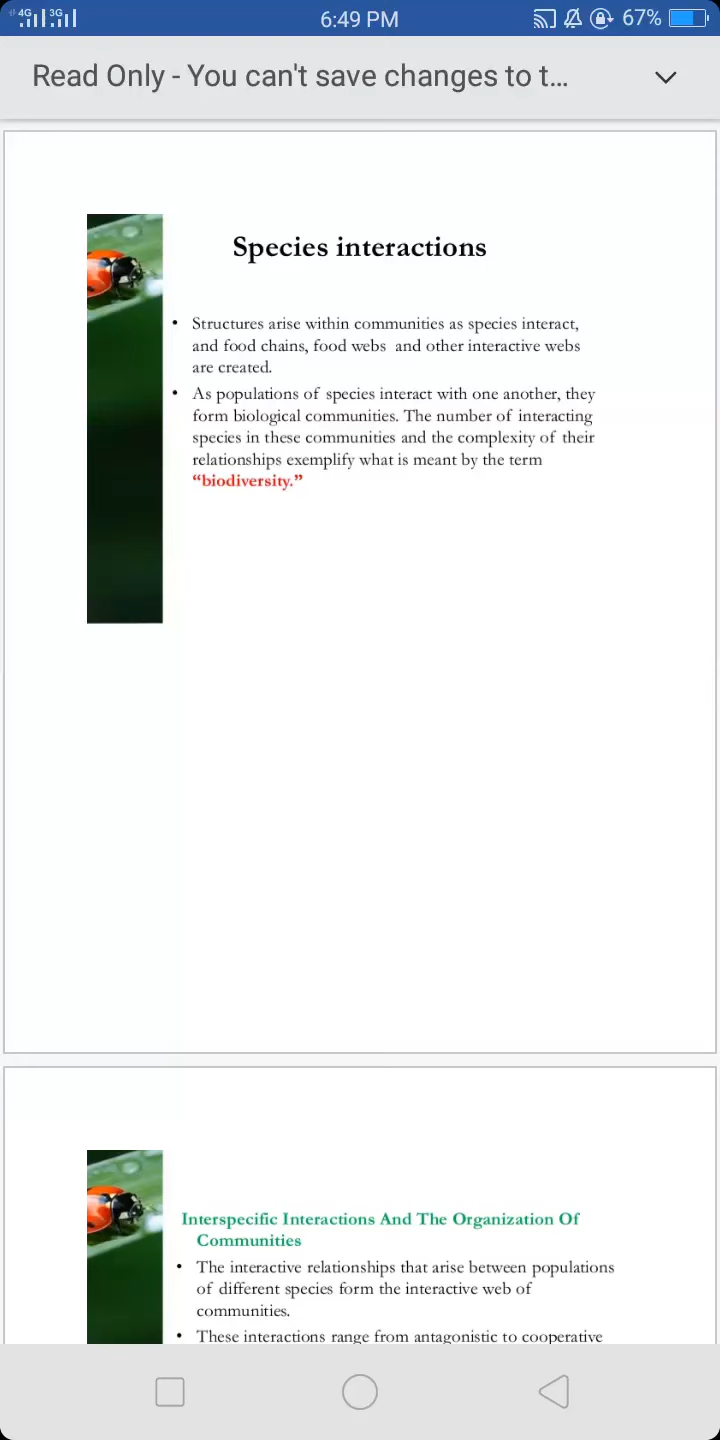 4G 3G 6:49 PM 67%
Read Only - You can't save changes to t...
Species interactions
• Structures arise within communities as species interact,
and food chains, food webs and other interactive webs
are created.
• As populations of species interact with one another, they
form biological communities. The number of interacting
species in these communities and the complexity of their
relationships exemplify what is meant by the term
“biodiversity.”
Interspecific Interactions And The Organization Of
Communities
• The interactive relationships that arise between populations
of different species form the interactive web of
communities.
• These interactions range from antagonistic to cooperative